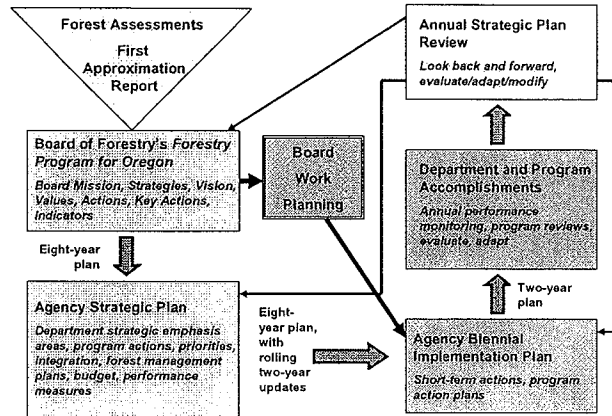 Forest Assessments
First
Approximation
Report
Board of Forestry's Forestry
Program for Oregon
Board Mission, Strategies, Vision,
Values, Actions, Key Actions,
Indicators
Board
Work
Planning
Annual Strategic Plan
Review
Look back and forward,
evaluate/adapt/modify
Department and Program
Accomplishments
Annual performance
monitoring, program reviews,
evaluate, adapt
Eight-year
plan
Two-year
plan
Agency Strategic Plan
Department strategic emphasis
areas, program actions, priorities,
integration, forest management
plans, budget, performance
measures
Eight-
year plan,
with
rolling
two-year
updates
Agency Biennial
Implementation Plan
Short-term actions, program
action plans